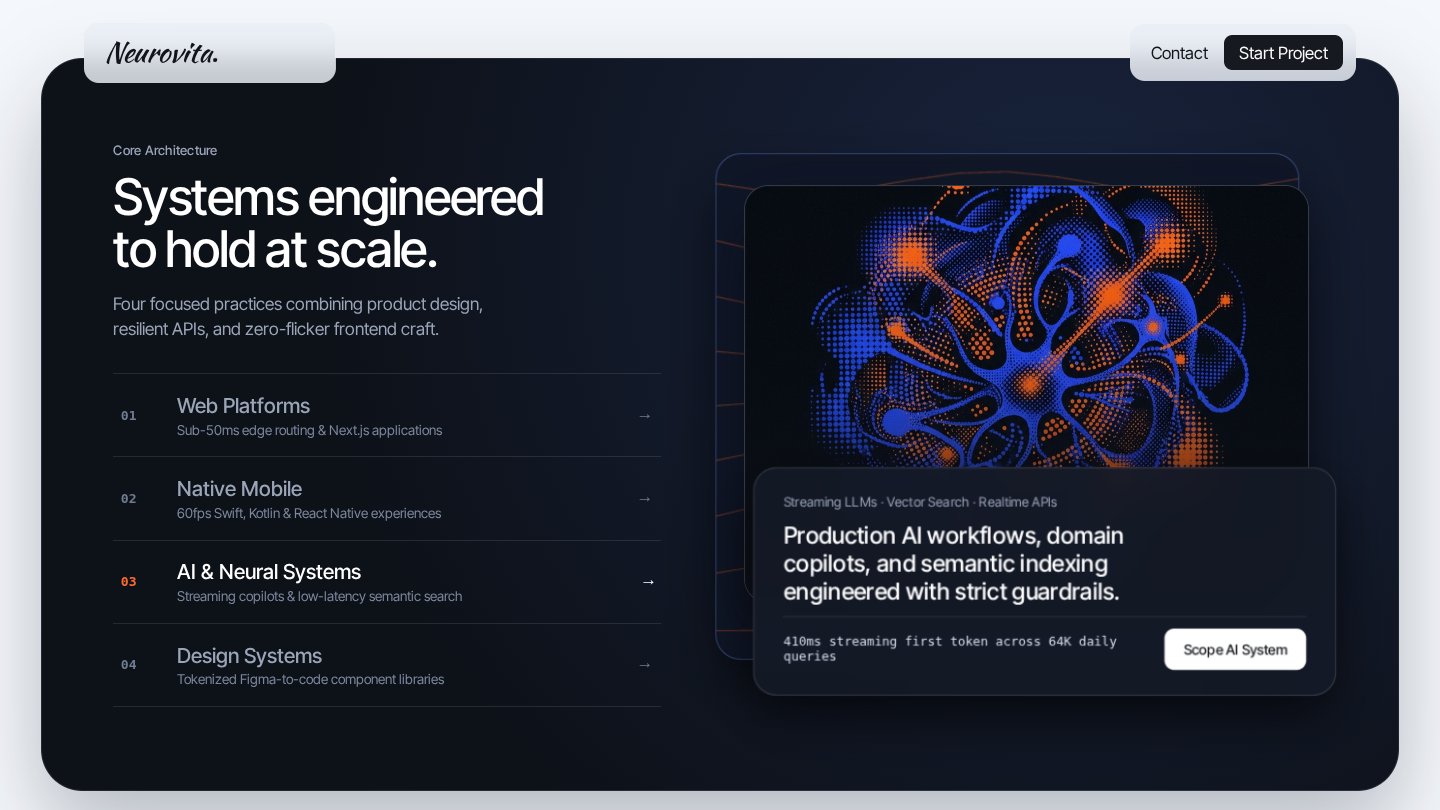 Neurovita.
Contact
Start Project
Core Architecture
Systems engineered
to hold at scale.
Four focused practices combining product design,
resilient APIs, and zero-flicker frontend craft.
01
Web Platforms
→
Sub-50ms edge routing & Next.js applications
02
Native Mobile
→
60fps Swift, Kotlin & React Native experiences
03
AI & Neural Systems
→
Streaming copilots & low-latency semantic search
04
Design Systems
→
Tokenized Figma-to-code component libraries
Streaming LLMs · Vector Search · Realtime APIs
Production AI workflows, domain
copilots, and semantic indexing
engineered with strict guardrails.
410ms streaming first token across 64K daily
queries
Scope AI System